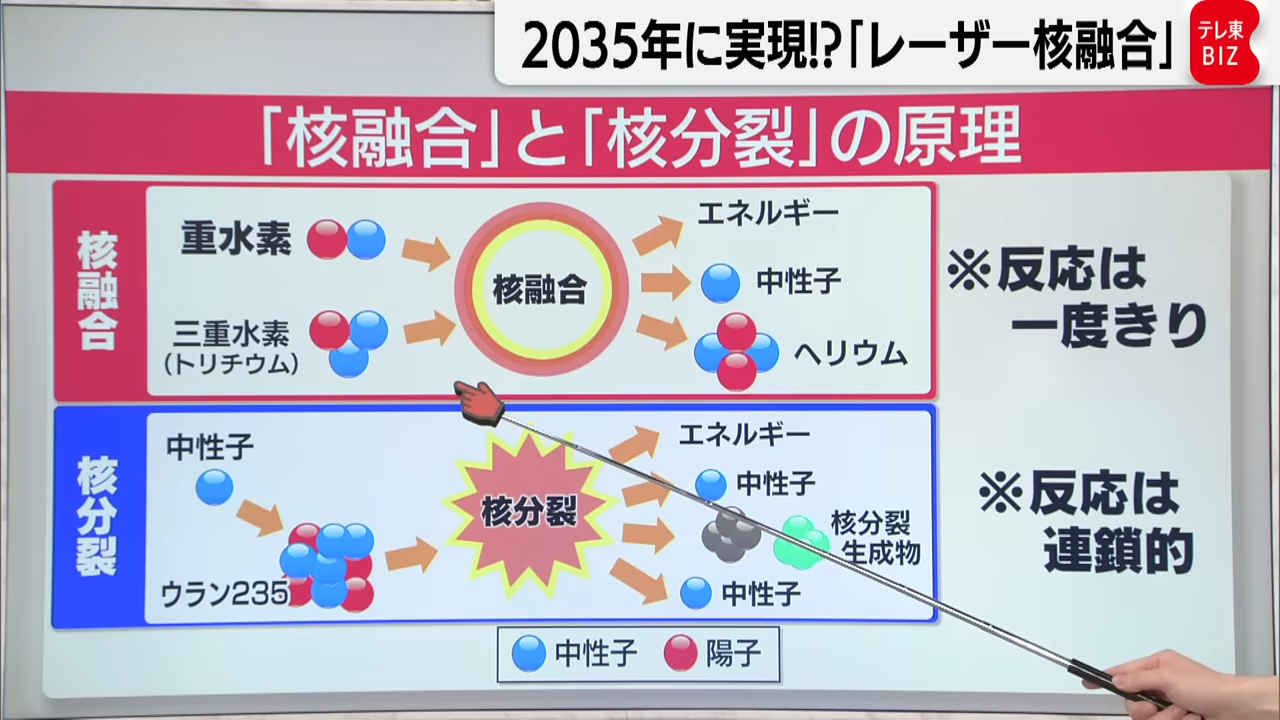 2035年に実現!?「レーザー核融合」
テレ東
BIZ
「核融合」と「核分裂」の原理
核融合
重水素
三重水素
(トリチウム)
核融合
エネルギー
中性子
ヘリウム
※反応は
一度きり
核分裂
中性子
ウラン235
核分裂
エネルギー
中性子
核分裂
生成物
中性子
※反応は
連鎖的
中性子
陽子